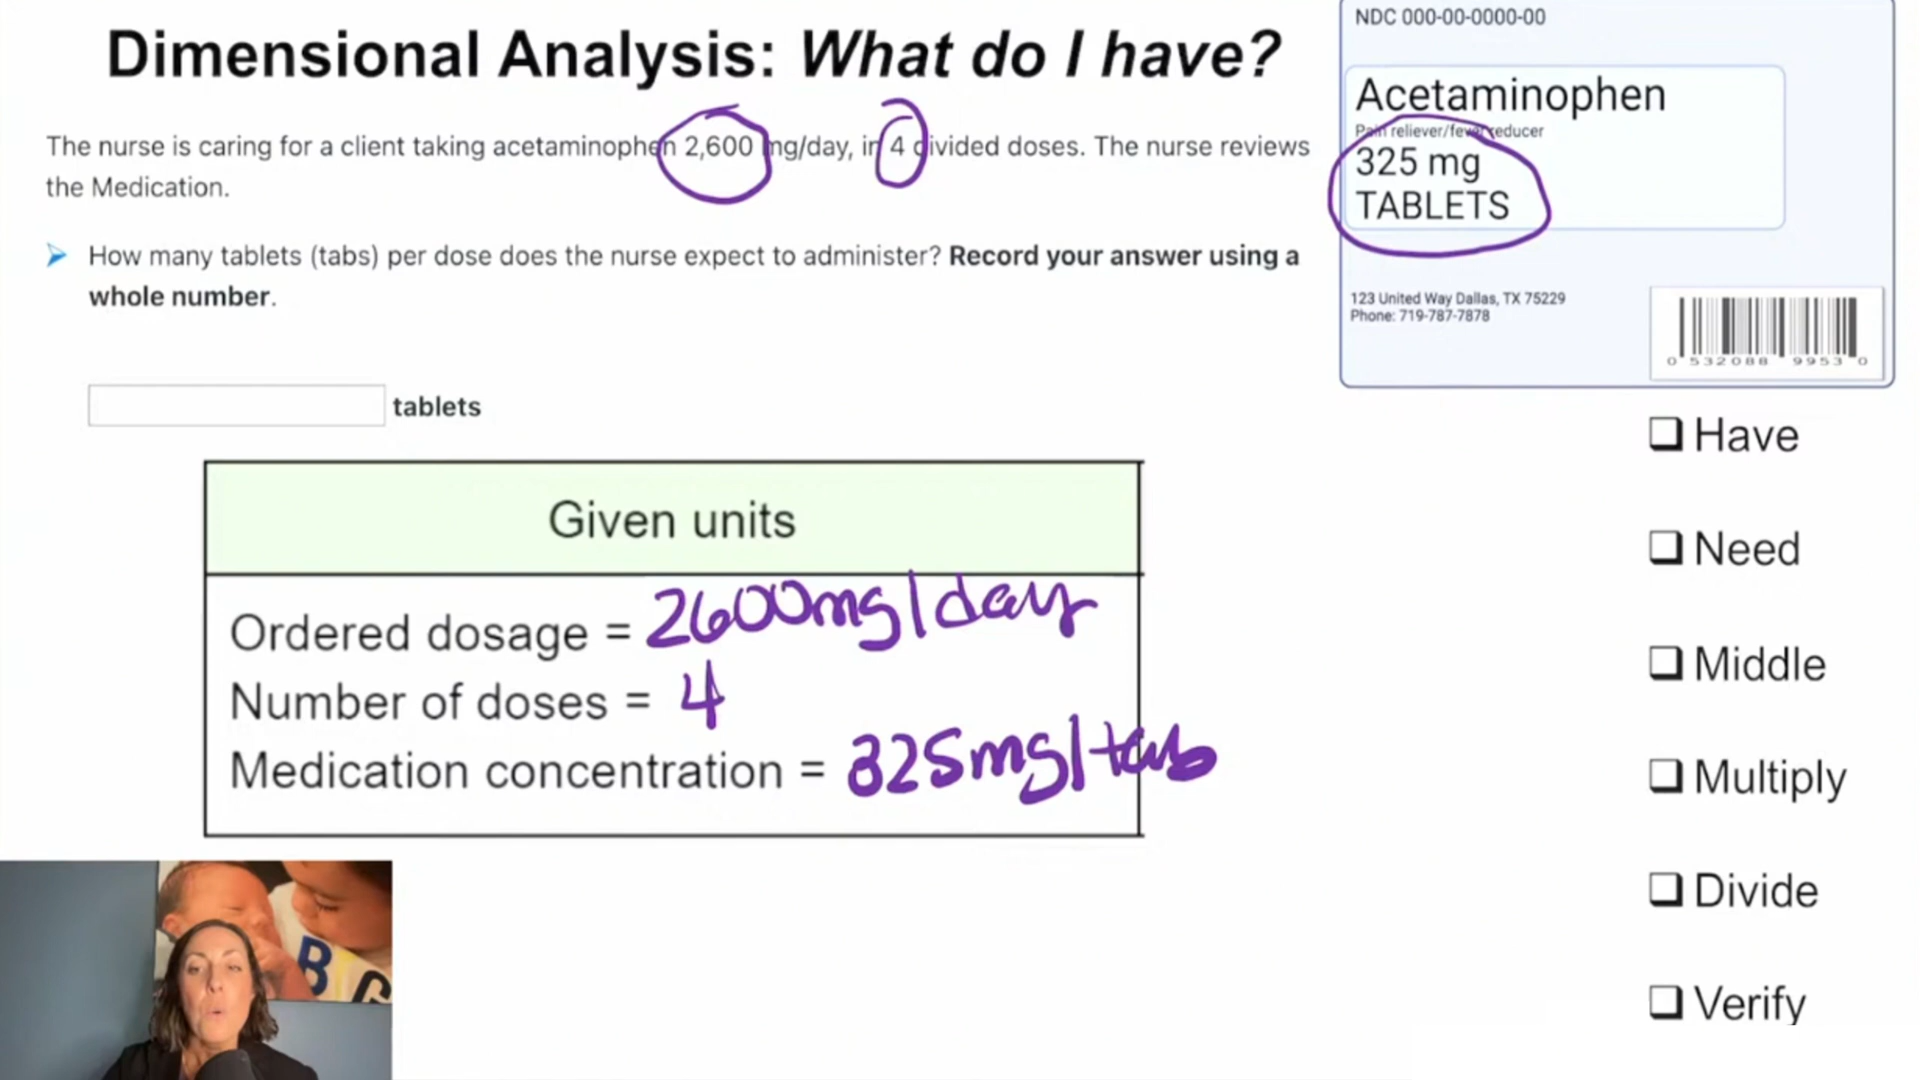 Dimensional Analysis: What do I have?
The nurse is caring for a client taking acetaminophen 2,600 mg/day, in 4 divided doses. The nurse reviews
the Medication.
How many tablets (tabs) per dose does the nurse expect to administer? Record your answer using a
whole number.
tablets
NDC 000-00-0000-00
Acetaminophen
Pain reliever/fever reducer
325 mg
TABLETS
123 United Way Dallas, TX 75229
Phone: 719-787-7878
0 532088 9953 0
Given units
Ordered dosage = 2600mg/day
Number of doses = 4
Medication concentration = 325mg/tab
Have
Need
Middle
Multiply
Divide
Verify
B C